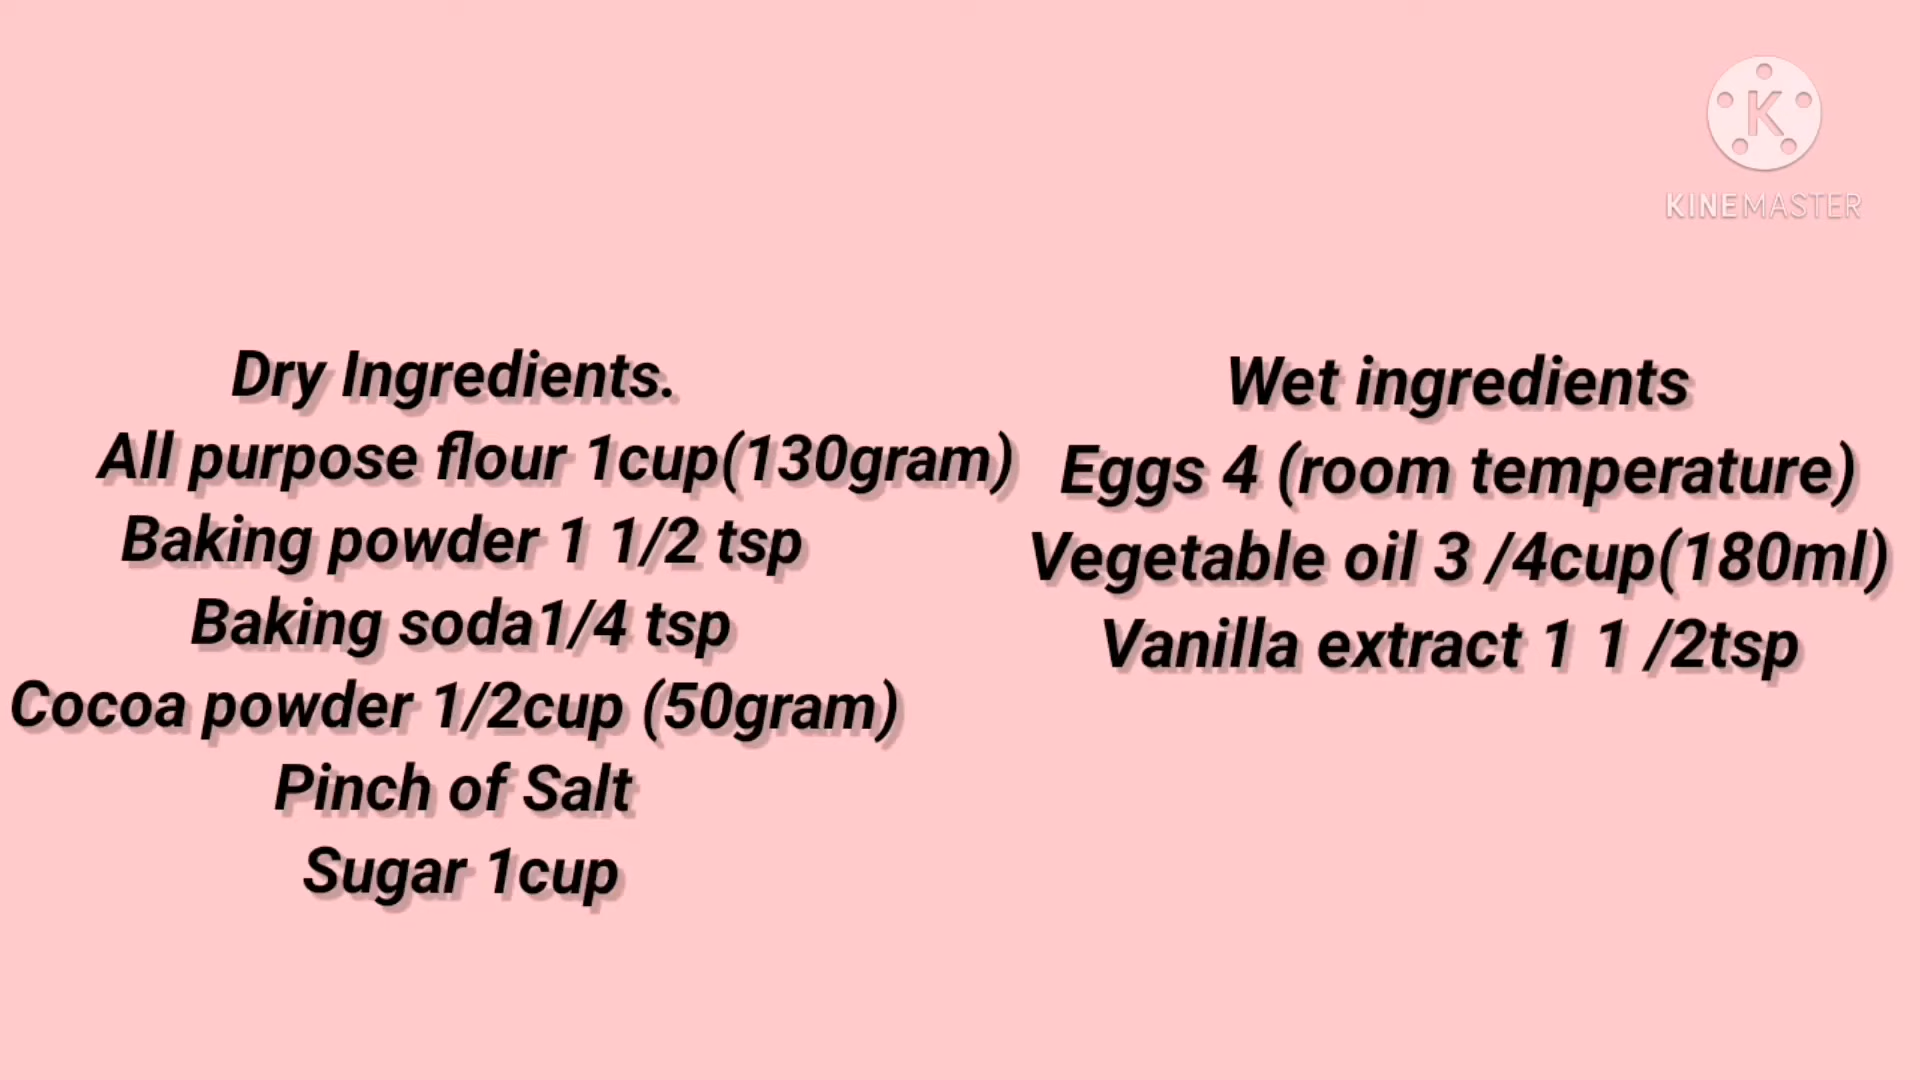 KINEMASTER
Dry Ingredients.
All purpose flour 1cup(130gram)
Baking powder 1 1/2 tsp
Baking soda1/4 tsp
Cocoa powder 1/2cup (50gram)
Pinch of Salt
Sugar 1cup
Wet ingredients
Eggs 4 (room temperature)
Vegetable oil 3 /4cup(180ml)
Vanilla extract 1 1 /2tsp